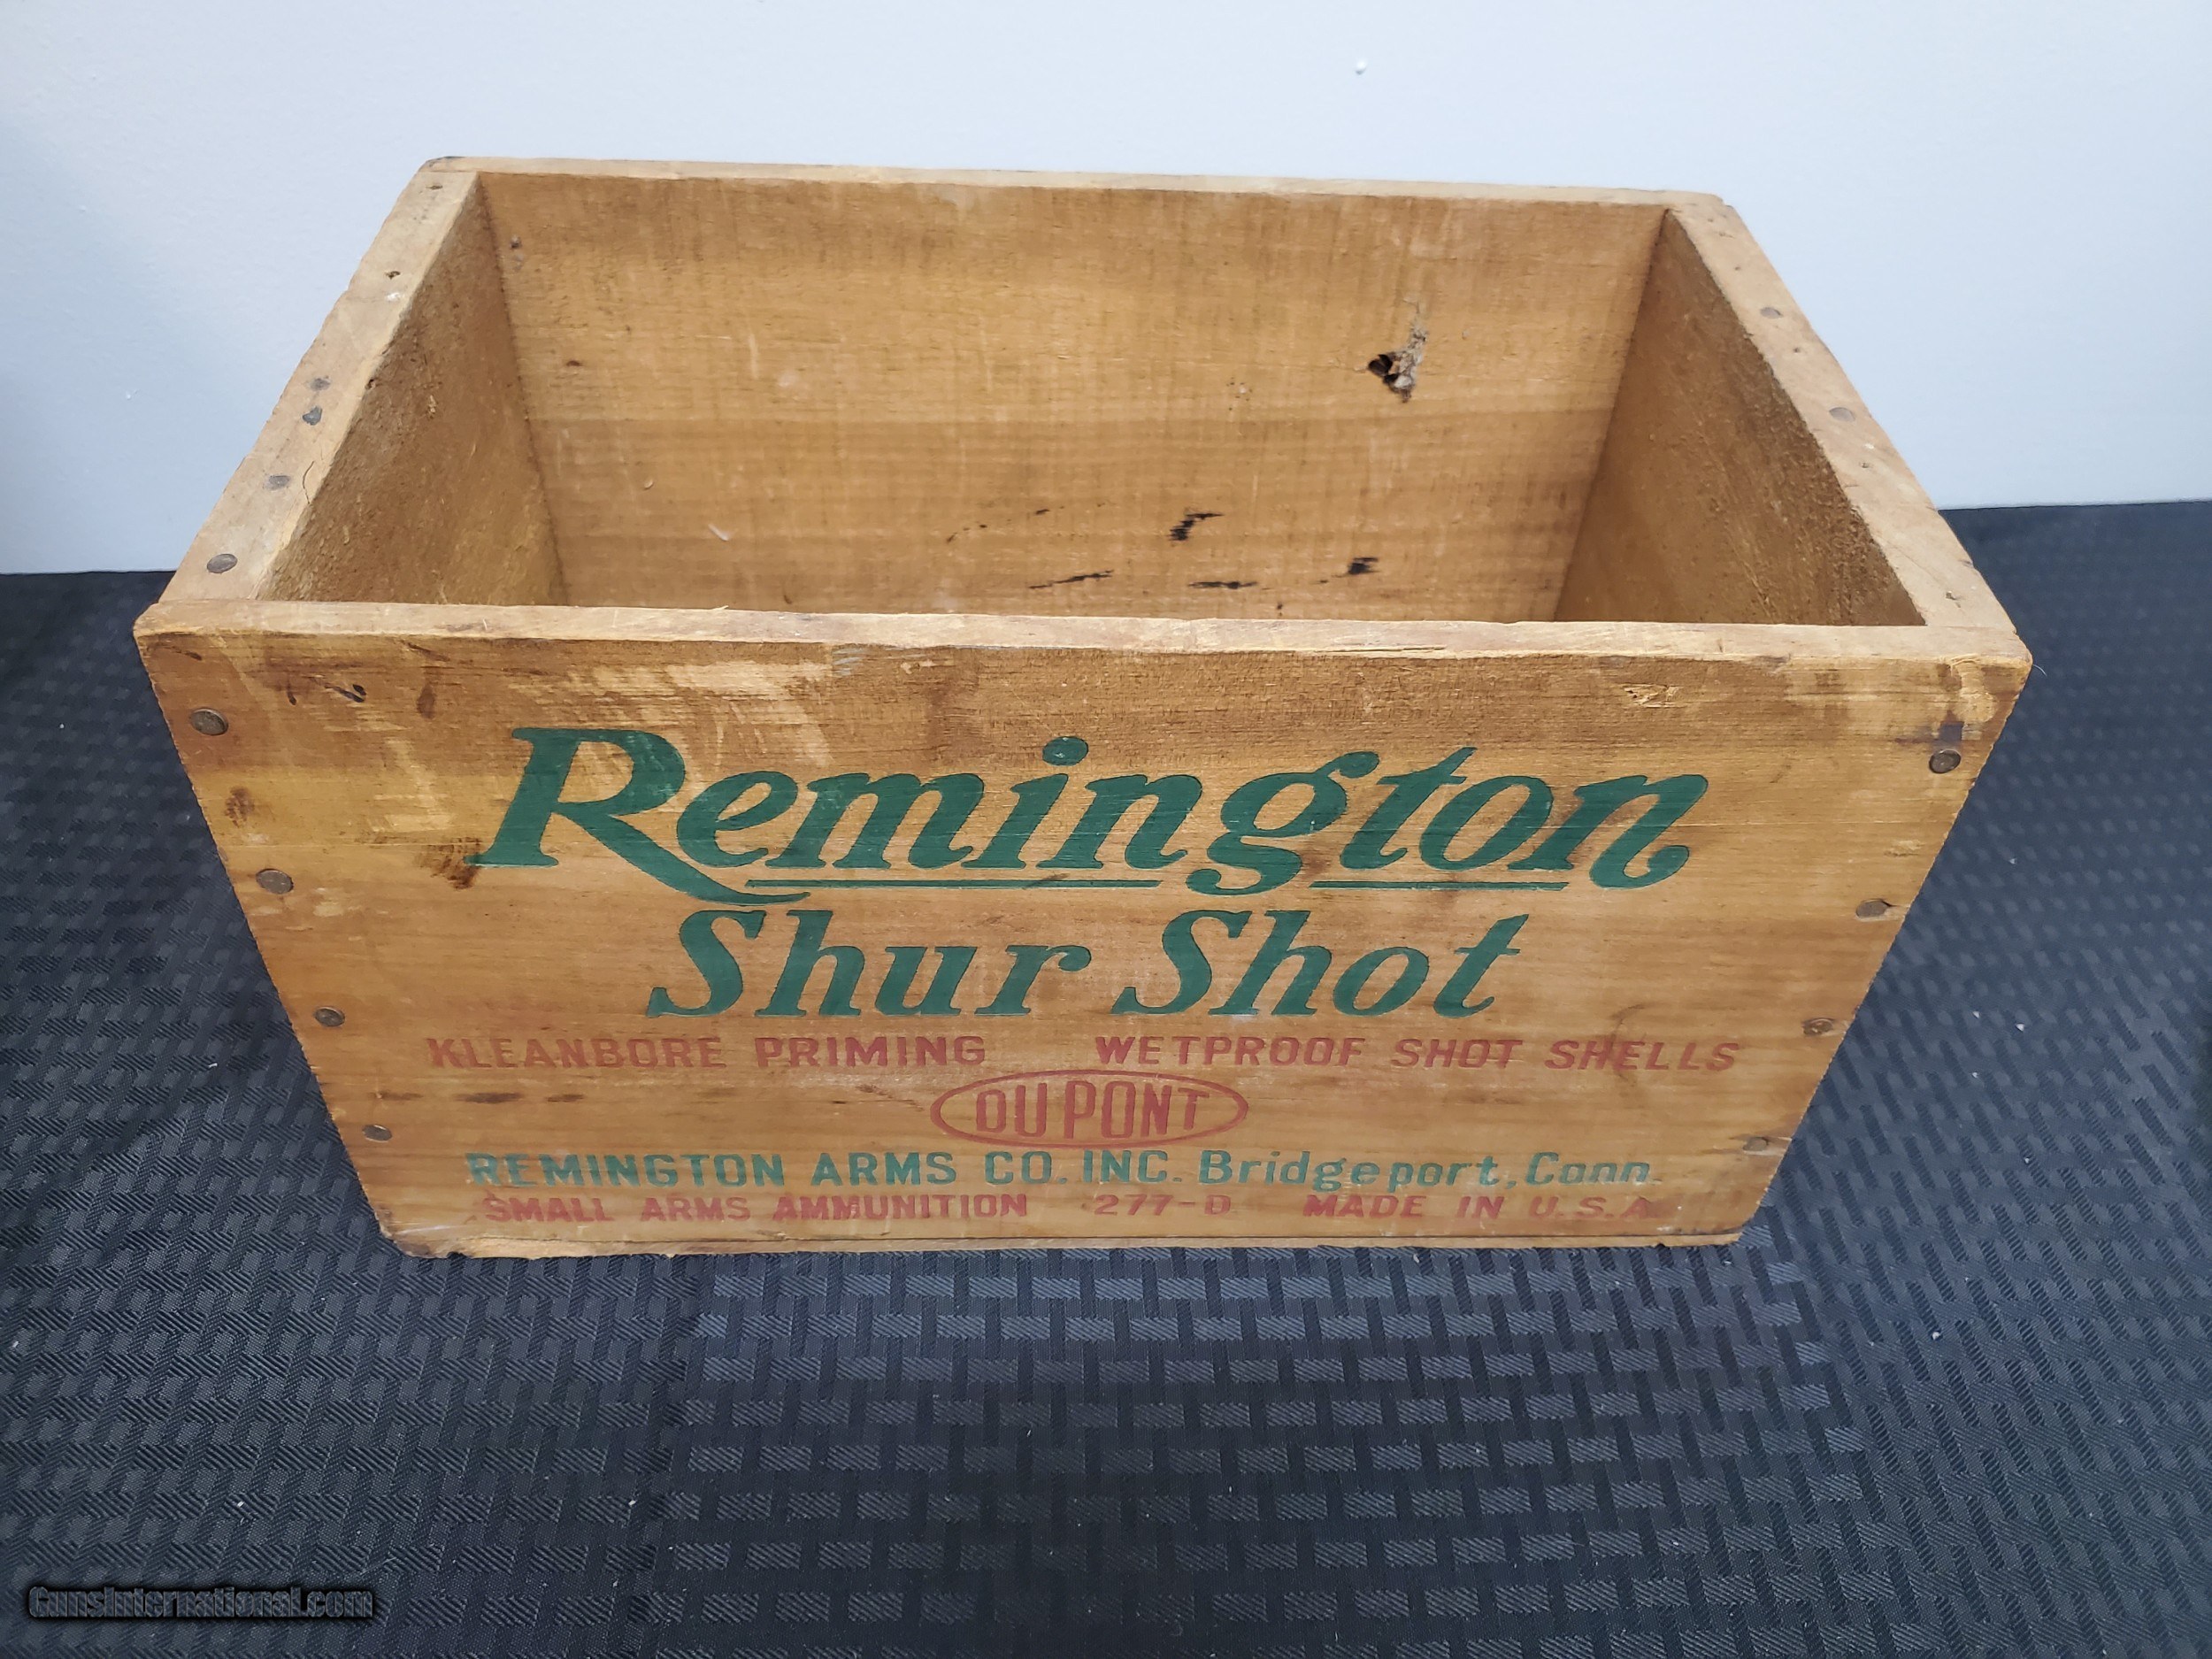 Remington
Shur Shot
KLEANBORE PRIMING WETPROOF SHOT SHELLS
DU PONT
REMINGTON ARMS CO. INC. Bridgeport, Conn.
SMALL ARMS AMMUNITION 277-D MADE IN U.S.A.
GunsInternational.com